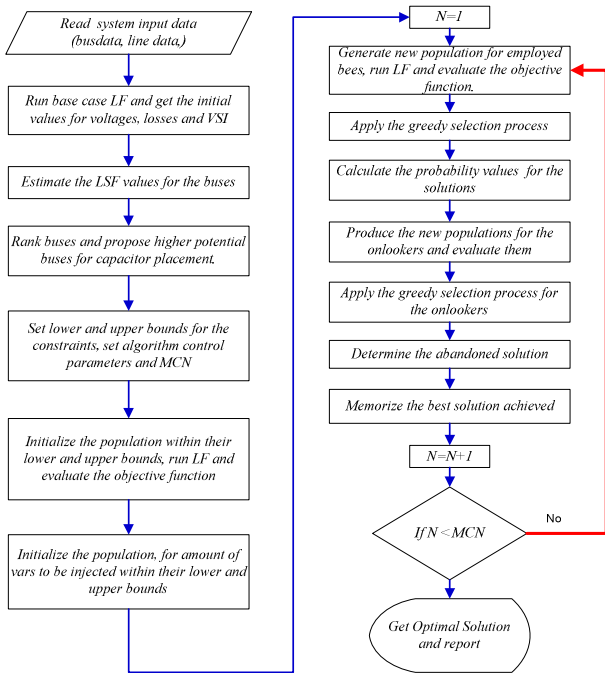 Read system input data
(busdata, line data,)
Run base case LF and get the initial
values for voltages, losses and VSI
Estimate the LSF values for the buses
Rank buses and propose higher potential
buses for capacitor placement.
Set lower and upper bounds for the
constraints, set algorithm control
parameters and MCN
Initialize the population within their
lower and upper bounds, run LF and
evaluate the objective function
Initialize the population, for amount of
vars to be injected within their lower and
upper bounds
N=1
Generate new population for employed
bees, run LF and evaluate the objective
function.
Apply the greedy selection process
Calculate the probability values for the
solutions
Produce the new populations for the
onlookers and evaluate them
Apply the greedy selection process for
the onlookers
Determine the abandoned solution
Memorize the best solution achieved
N=N+1
If N < MCN
No
Get Optimal Solution
and report